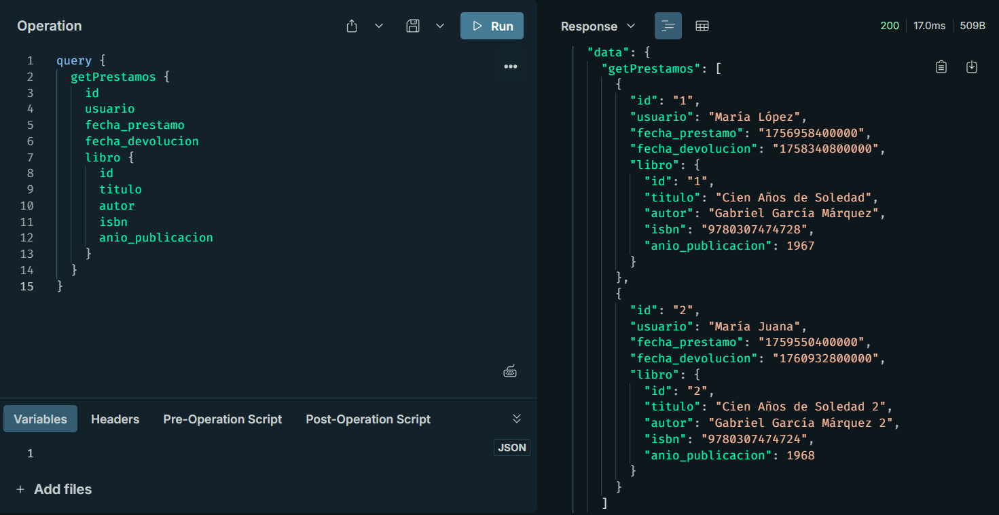 Operation
Run
1 query {
2 getPrestamos {
3 id
4 usuario
5 fecha_prestamo
6 fecha_devolucion
7 libro {
8 id
9 titulo
10 autor
11 isbn
12 anio_publicacion
13 }
14 }
15 }
Variables Headers Pre-Operation Script Post-Operation Script
1
JSON
+ Add files
Response
200 17.0ms 509B
"data": {
"getPrestamos": [
{
"id": "1",
"usuario": "María López",
"fecha_prestamo": "1756958400000",
"fecha_devolucion": "1758340800000",
"libro": {
"id": "1",
"titulo": "Cien Años de Soledad",
"autor": "Gabriel García Márquez",
"isbn": "9780307474728",
"anio_publicacion": 1967
}
},
{
"id": "2",
"usuario": "María Juana",
"fecha_prestamo": "1759550400000",
"fecha_devolucion": "1760932800000",
"libro": {
"id": "2",
"titulo": "Cien Años de Soledad 2",
"autor": "Gabriel García Márquez 2",
"isbn": "9780307474724",
"anio_publicacion": 1968
}
}
]